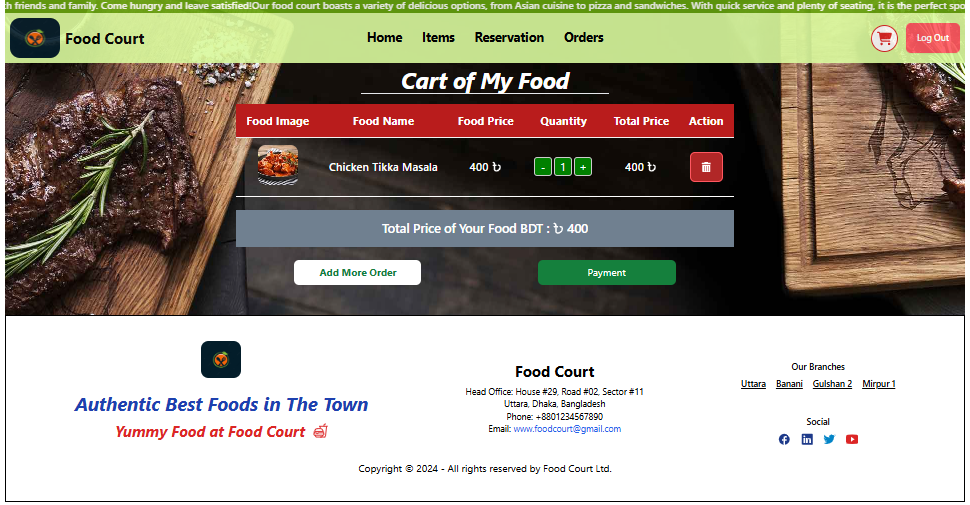 h friends and family. Come hungry and leave satisfied!Our food court boasts a variety of delicious options, from Asian cuisine to pizza and sandwiches. With quick service and plenty of seating, it is the perfect spo
Food Court
Home Items Reservation Orders
Log Out
Cart of My Food
Food Image Food Name Food Price Quantity Total Price Action
Chicken Tikka Masala 400 ৳ - 1 + 400 ৳
Total Price of Your Food BDT : ৳ 400
Add More Order Payment
Authentic Best Foods in The Town
Yummy Food at Food Court
Food Court
Head Office: House #29, Road #02, Sector #11
Uttara, Dhaka, Bangladesh
Phone: +8801234567890
Email: www.foodcourt@gmail.com
Our Branches
Uttara Banani Gulshan 2 Mirpur 1
Social
Copyright © 2024 - All rights reserved by Food Court Ltd.